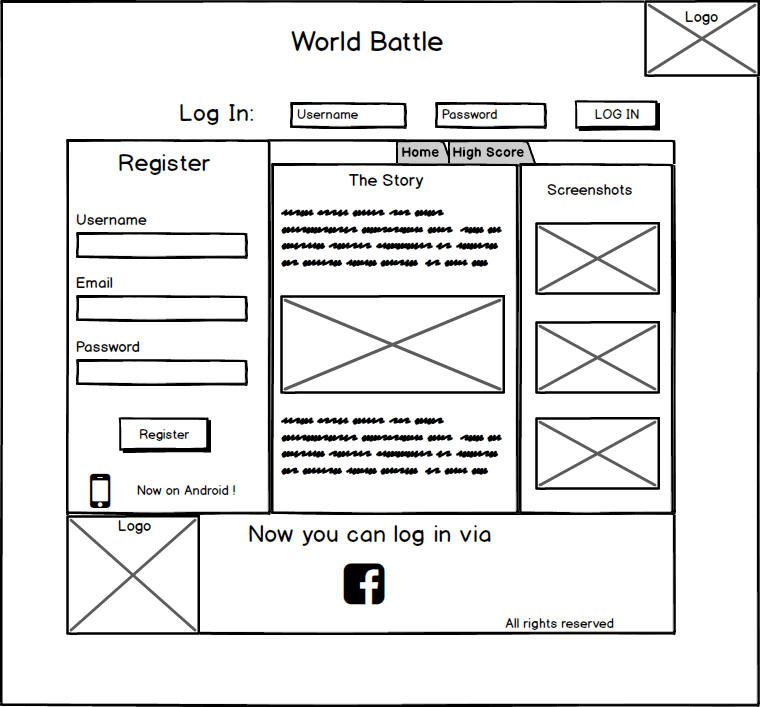 World Battle
Logo
Log In:
Username
Password
LOG IN
Home
High Score
Register
Username
Email
Password
Register
Now on Android !
The Story
Screenshots
Logo
Now you can log in via
f
All rights reserved